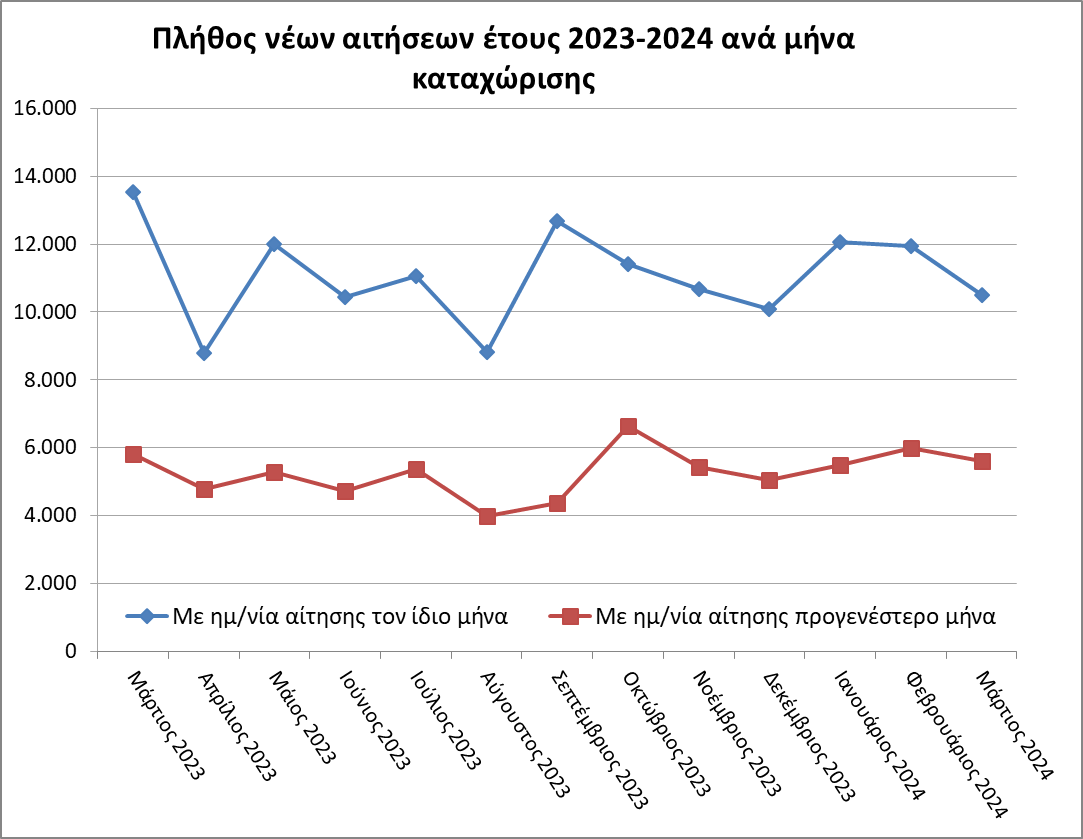 Πλήθος νέων αιτήσεων έτους 2023-2024 ανά μήνα
καταχώρισης
16.000
14.000
12.000
10.000
8.000
6.000
4.000
2.000
0
Με ημ/νία αίτησης τον ίδιο μήνα
Με ημ/νία αίτησης προγενέστερο μήνα
Μάρτιος 2023
Απρίλιος 2023
Μάιος 2023
Ιούνιος 2023
Ιούλιος 2023
Αύγουστος 2023
Σεπτέμβριος 2023
Οκτώβριος 2023
Νοέμβριος 2023
Δεκέμβριος 2023
Ιανουάριος 2024
Φεβρουάριος 2024
Μάρτιος 2024